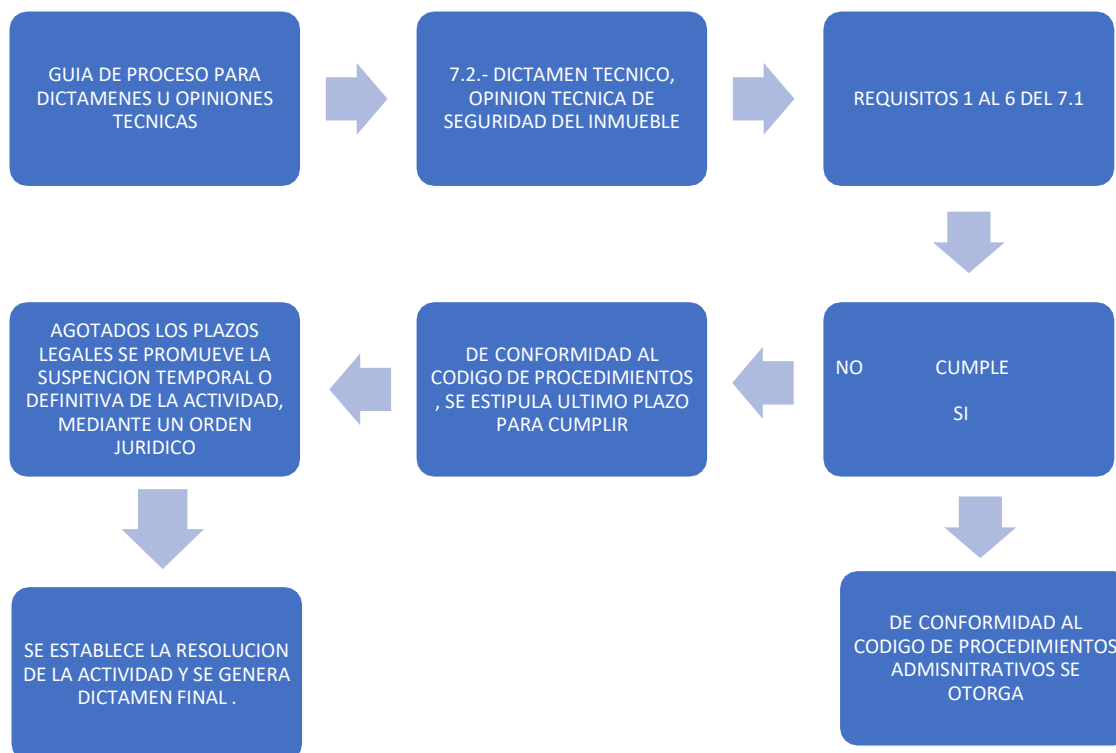 GUIA DE PROCESO PARA
DICTAMENES U OPINIONES
TECNICAS
7.2.- DICTAMEN TECNICO,
OPINION TECNICA DE
SEGURIDAD DEL INMUEBLE
REQUISITOS 1 AL 6 DEL 7.1
NO CUMPLE
SI
DE CONFORMIDAD AL
CODIGO DE PROCEDIMIENTOS
, SE ESTIPULA ULTIMO PLAZO
PARA CUMPLIR
AGOTADOS LOS PLAZOS
LEGALES SE PROMUEVE LA
SUSPENCION TEMPORAL O
DEFINITIVA DE LA ACTIVIDAD,
MEDIANTE UN ORDEN
JURIDICO
SE ESTABLECE LA RESOLUCION
DE LA ACTIVIDAD Y SE GENERA
DICTAMEN FINAL .
DE CONFORMIDAD AL
CODIGO DE PROCEDIMIENTOS
ADMISNITRATIVOS SE
OTORGA